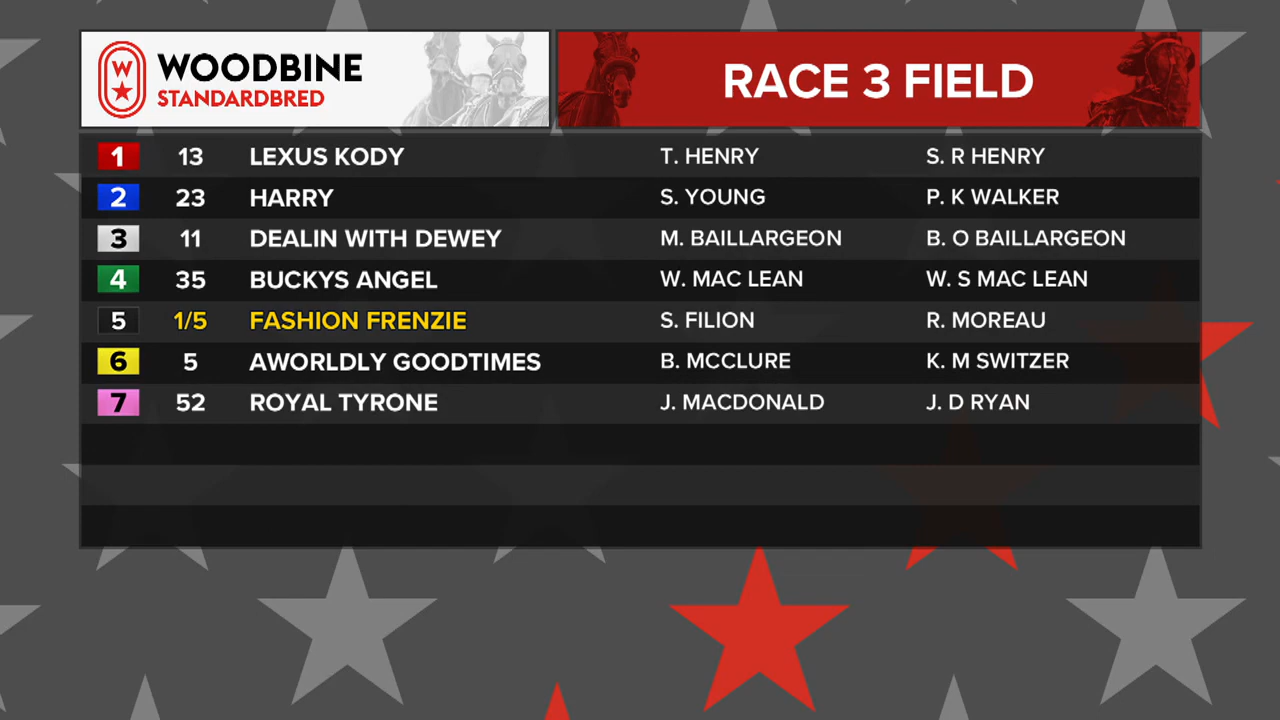 W WOODBINE
STANDARDBRED
RACE 3 FIELD
1 13 LEXUS KODY T. HENRY S. R HENRY
2 23 HARRY S. YOUNG P. K WALKER
3 11 DEALIN WITH DEWEY M. BAILLARGEON B. O BAILLARGEON
4 35 BUCKYS ANGEL W. MAC LEAN W. S MAC LEAN
5 1/5 FASHION FRENZIE S. FILION R. MOREAU
6 5 AWORLDLY GOODTIMES B. MCCLURE K. M SWITZER
7 52 ROYAL TYRONE J. MACDONALD J. D RYAN